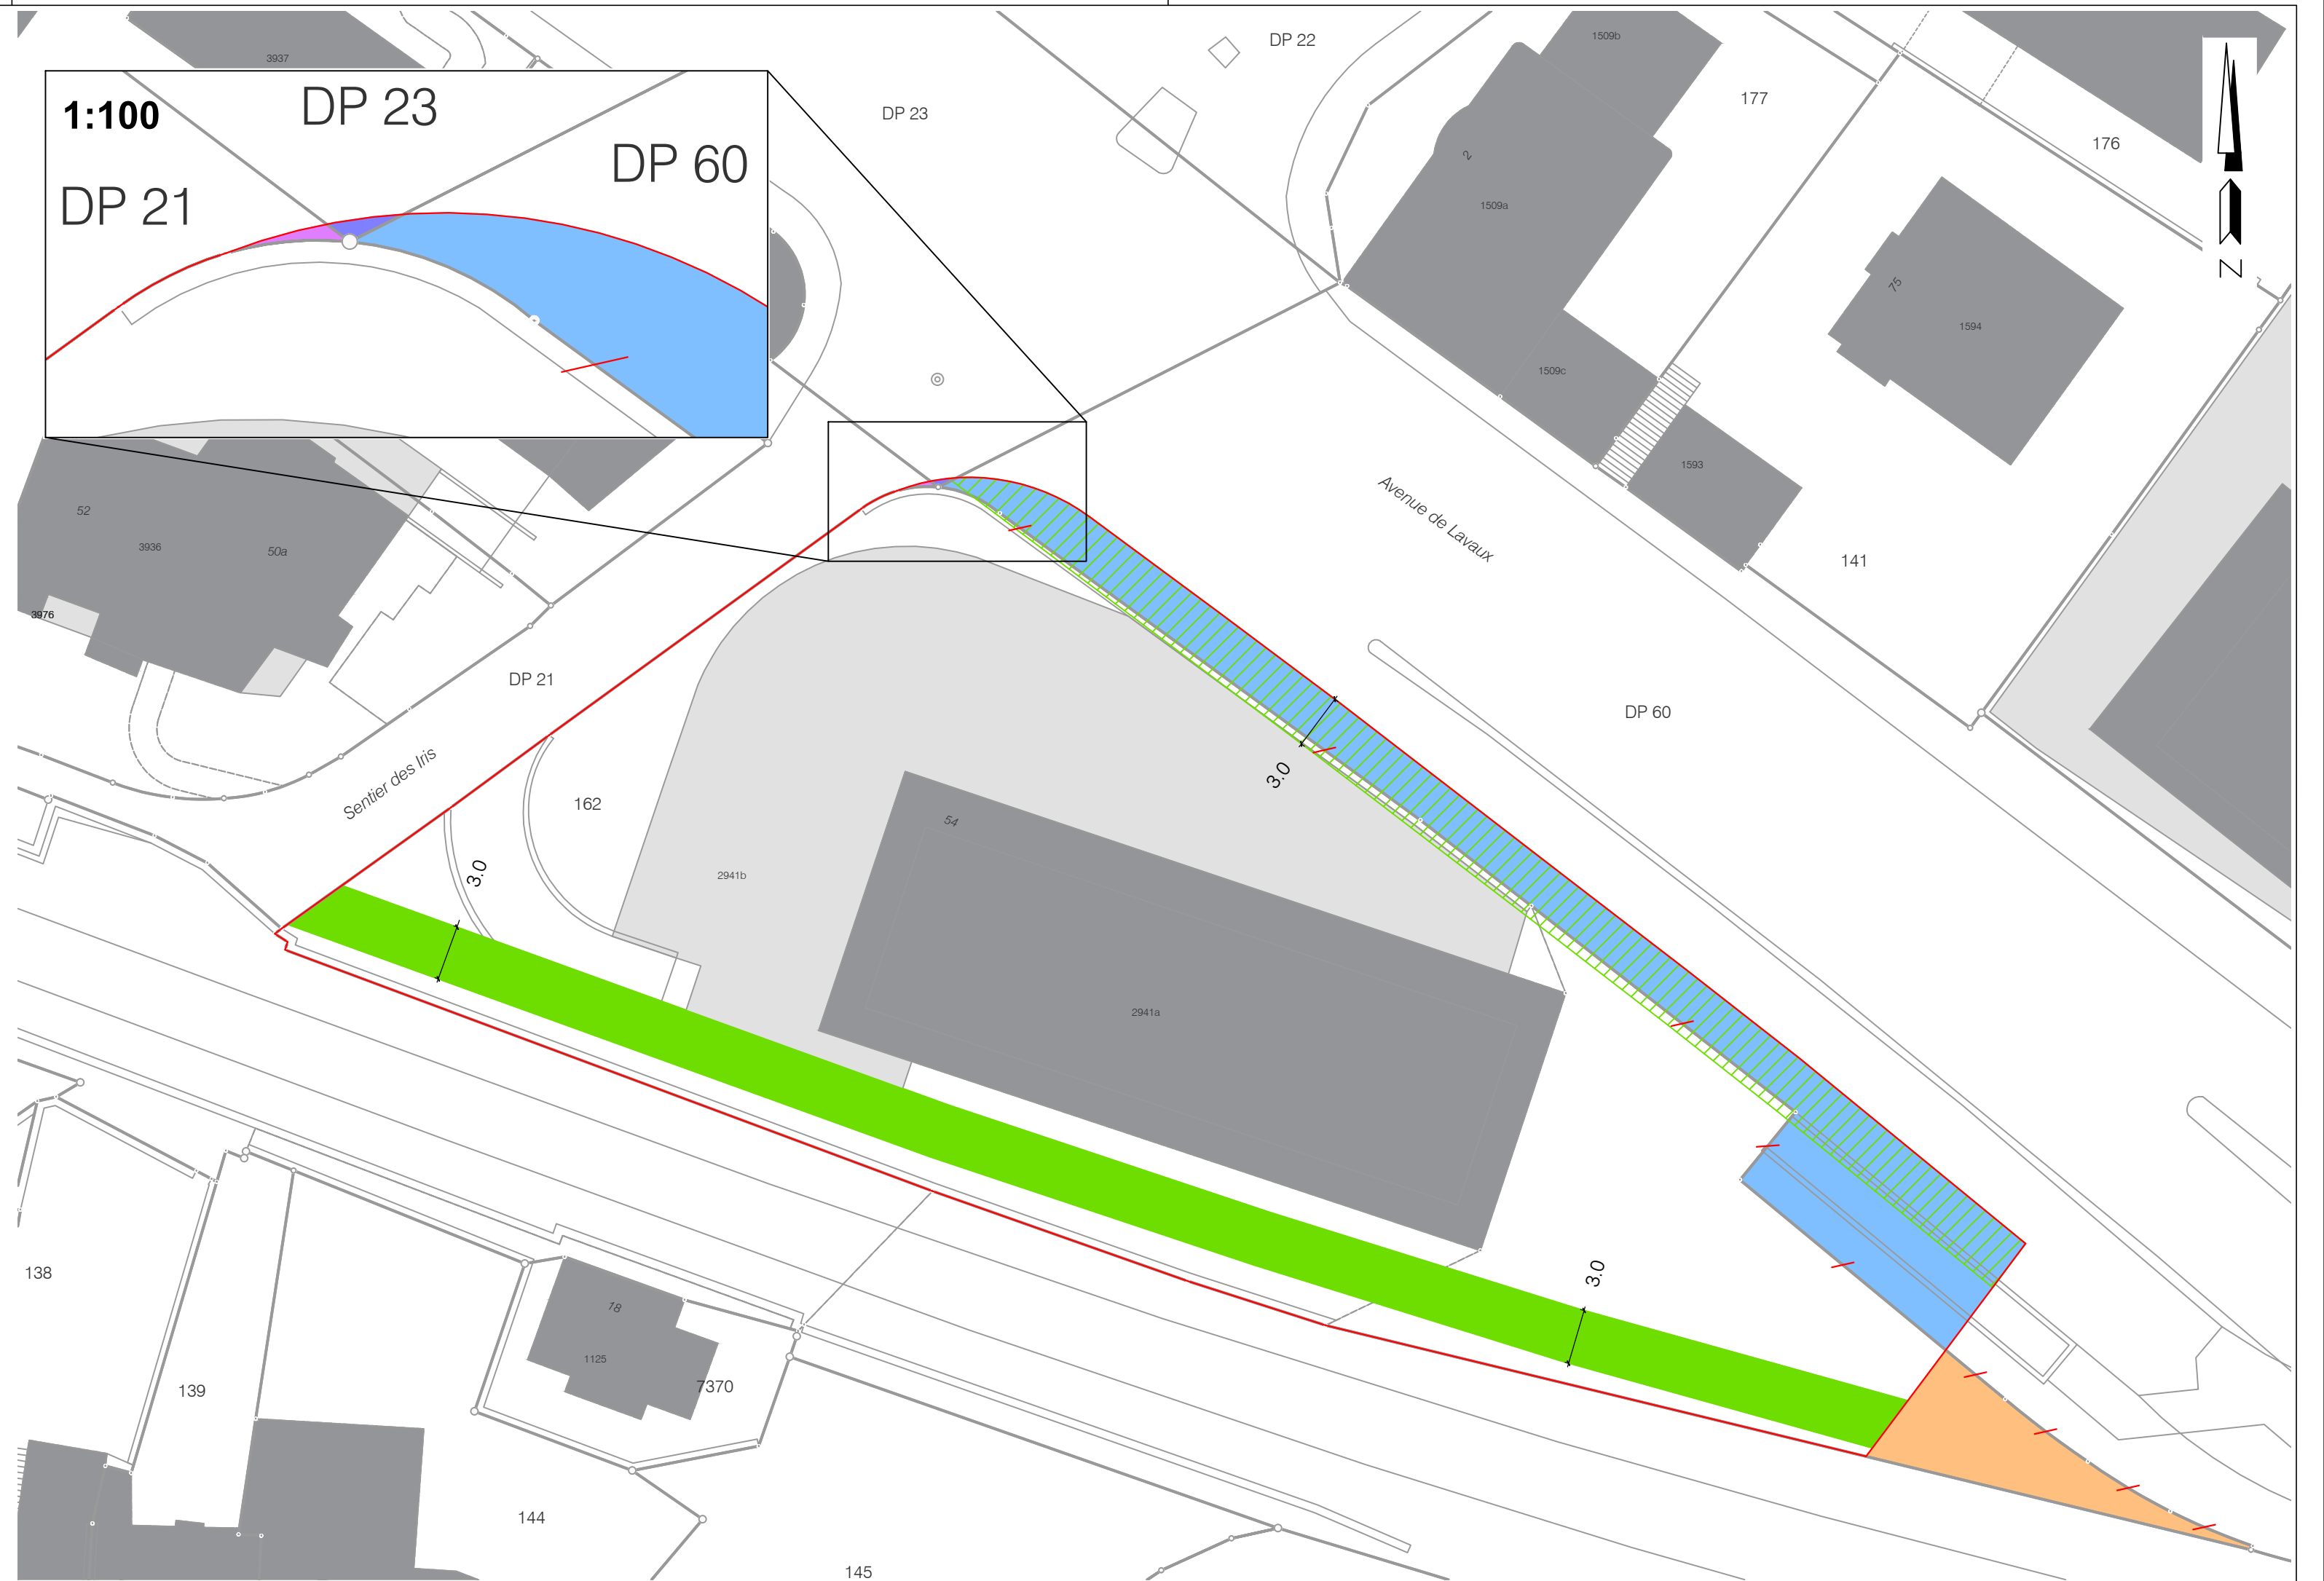 3937
DP 22
1509b
177
176
1:100
DP 23
DP 60
DP 21
DP 23
2
1509a
75
1594
N
1509c
1593
Avenue de Lavaux
141
52
3936
50a
3976
DP 21
DP 60
Sentier des Iris
162
3.0
54
2941b
3.0
2941a
138
18
1125
7370
139
3.0
144
145